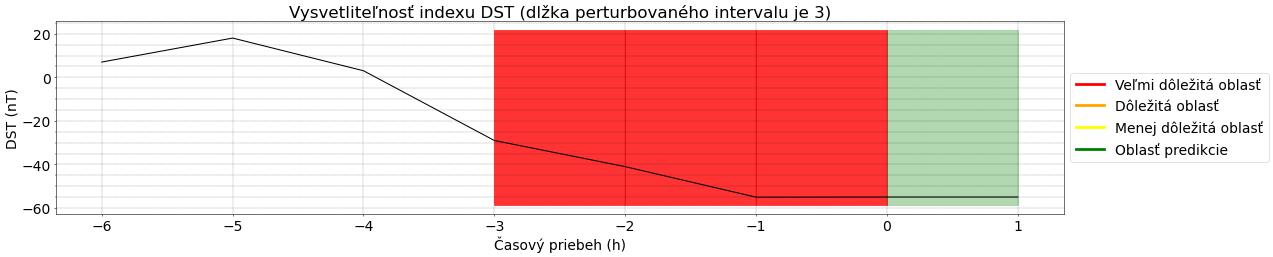 Vysvetliteľnosť indexu DST (dĺžka perturbovaného intervalu je 3)
20
0
−20
−40
−60
DST (nT)
−6 −5 −4 −3 −2 −1 0 1
Časový priebeh (h)
Veľmi dôležitá oblasť
Dôležitá oblasť
Menej dôležitá oblasť
Oblasť predikcie